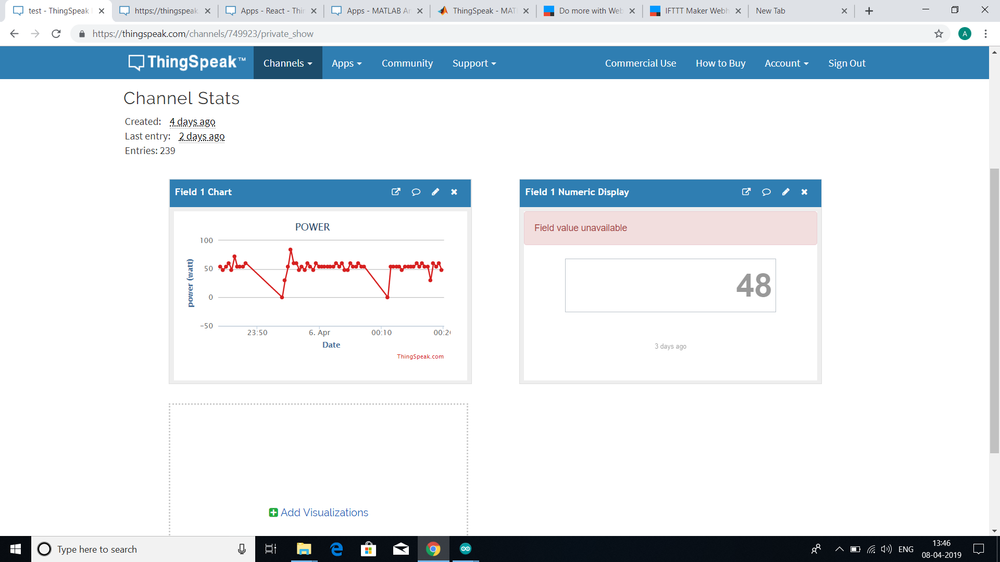 test - ThingSpeak
https://thingspeak.
Apps - React - Thin
Apps - MATLAB An
ThingSpeak - MAT
Do more with Web
IFTTT Maker Webh
New Tab
https://thingspeak.com/channels/749923/private_show
A
ThingSpeak™
Channels
Apps
Community
Support
Commercial Use
How to Buy
Account
Sign Out
Channel Stats
Created: 4 days ago
Last entry: 2 days ago
Entries: 239
Field 1 Chart
POWER
100
50
0
-50
power (watt)
23:50
6. Apr
00:10
00:2
Date
ThingSpeak.com
Field 1 Numeric Display
Field value unavailable
48
3 days ago
Add Visualizations
Type here to search
ENG
13:46
08-04-2019